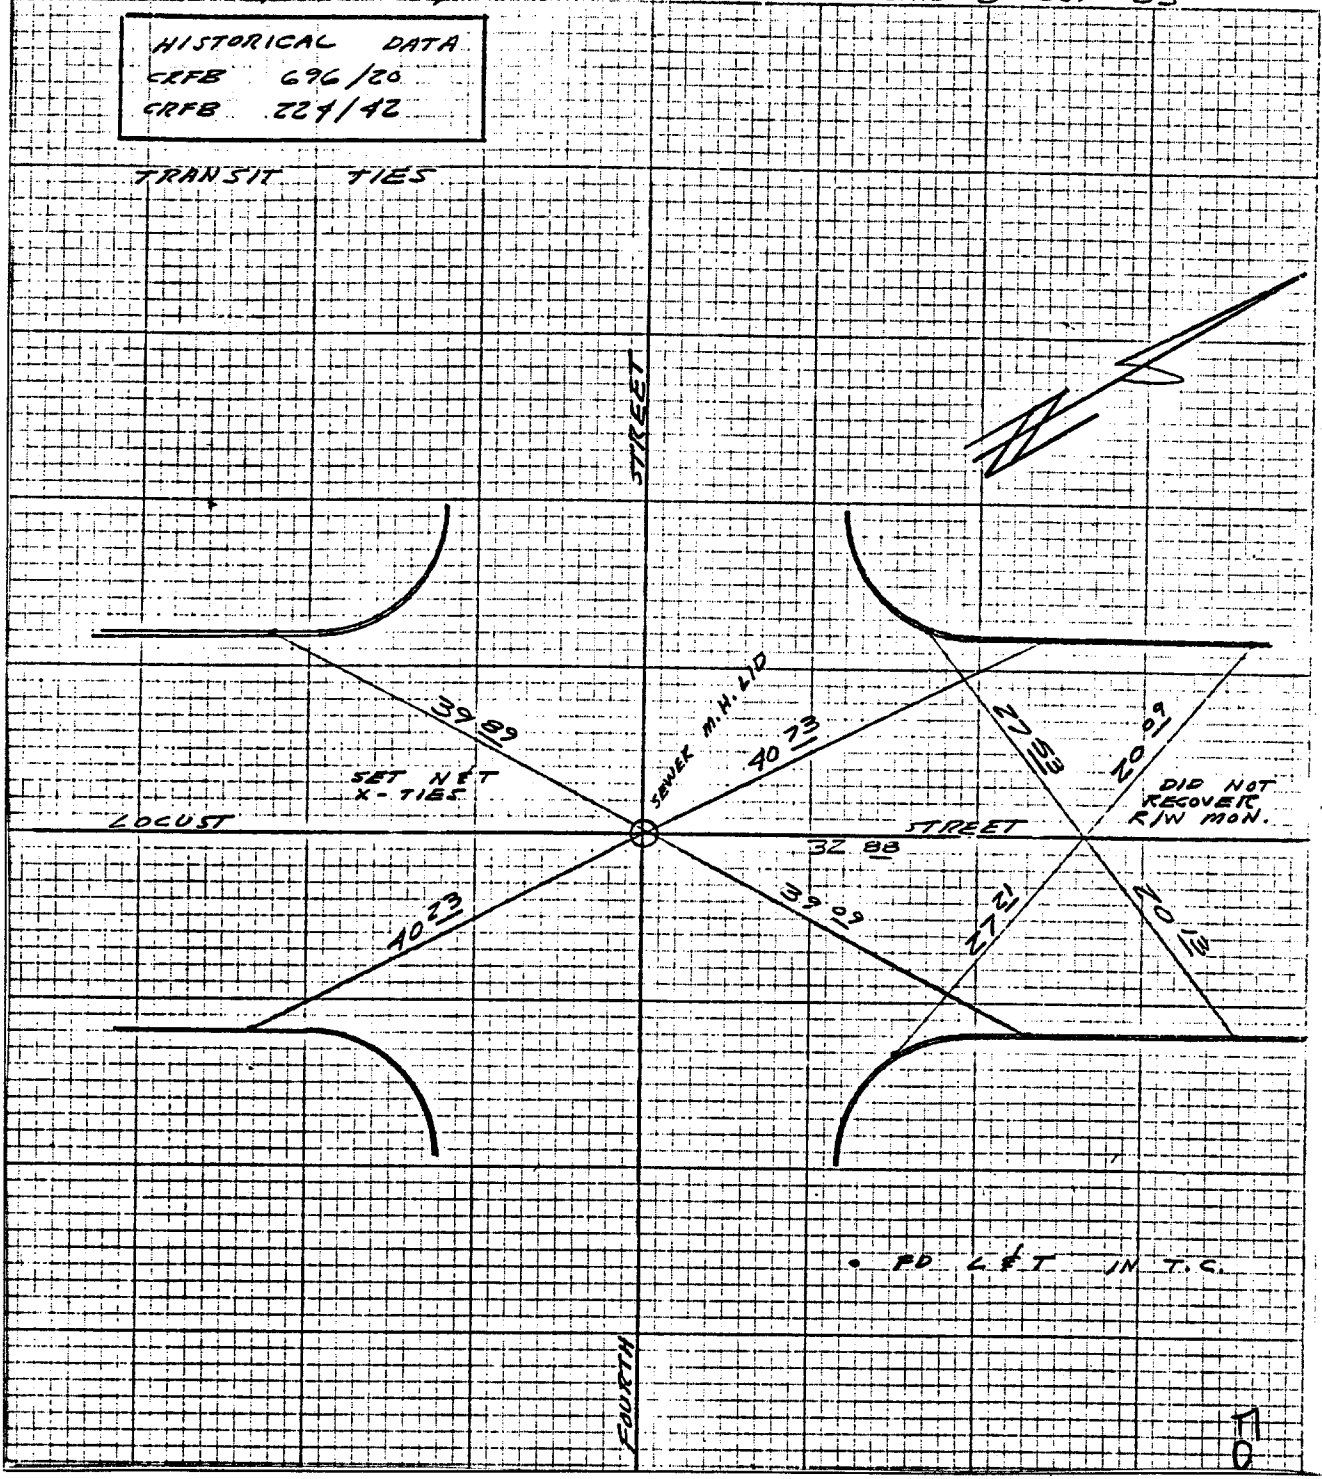 HISTORICAL DATA
CRFB 696/20
CRFB 224/42
TRANSIT TIES
STREET
N
SEWER M.H. LID
39 89
40 73
27 53
20 09
SET N & T
X-TIES
DID NOT
RECOVER
R/W MON.
LOCUST
STREET
32 88
40 23
39 09
27 12
20 13
• FD L & T IN T.C.
FOURTH